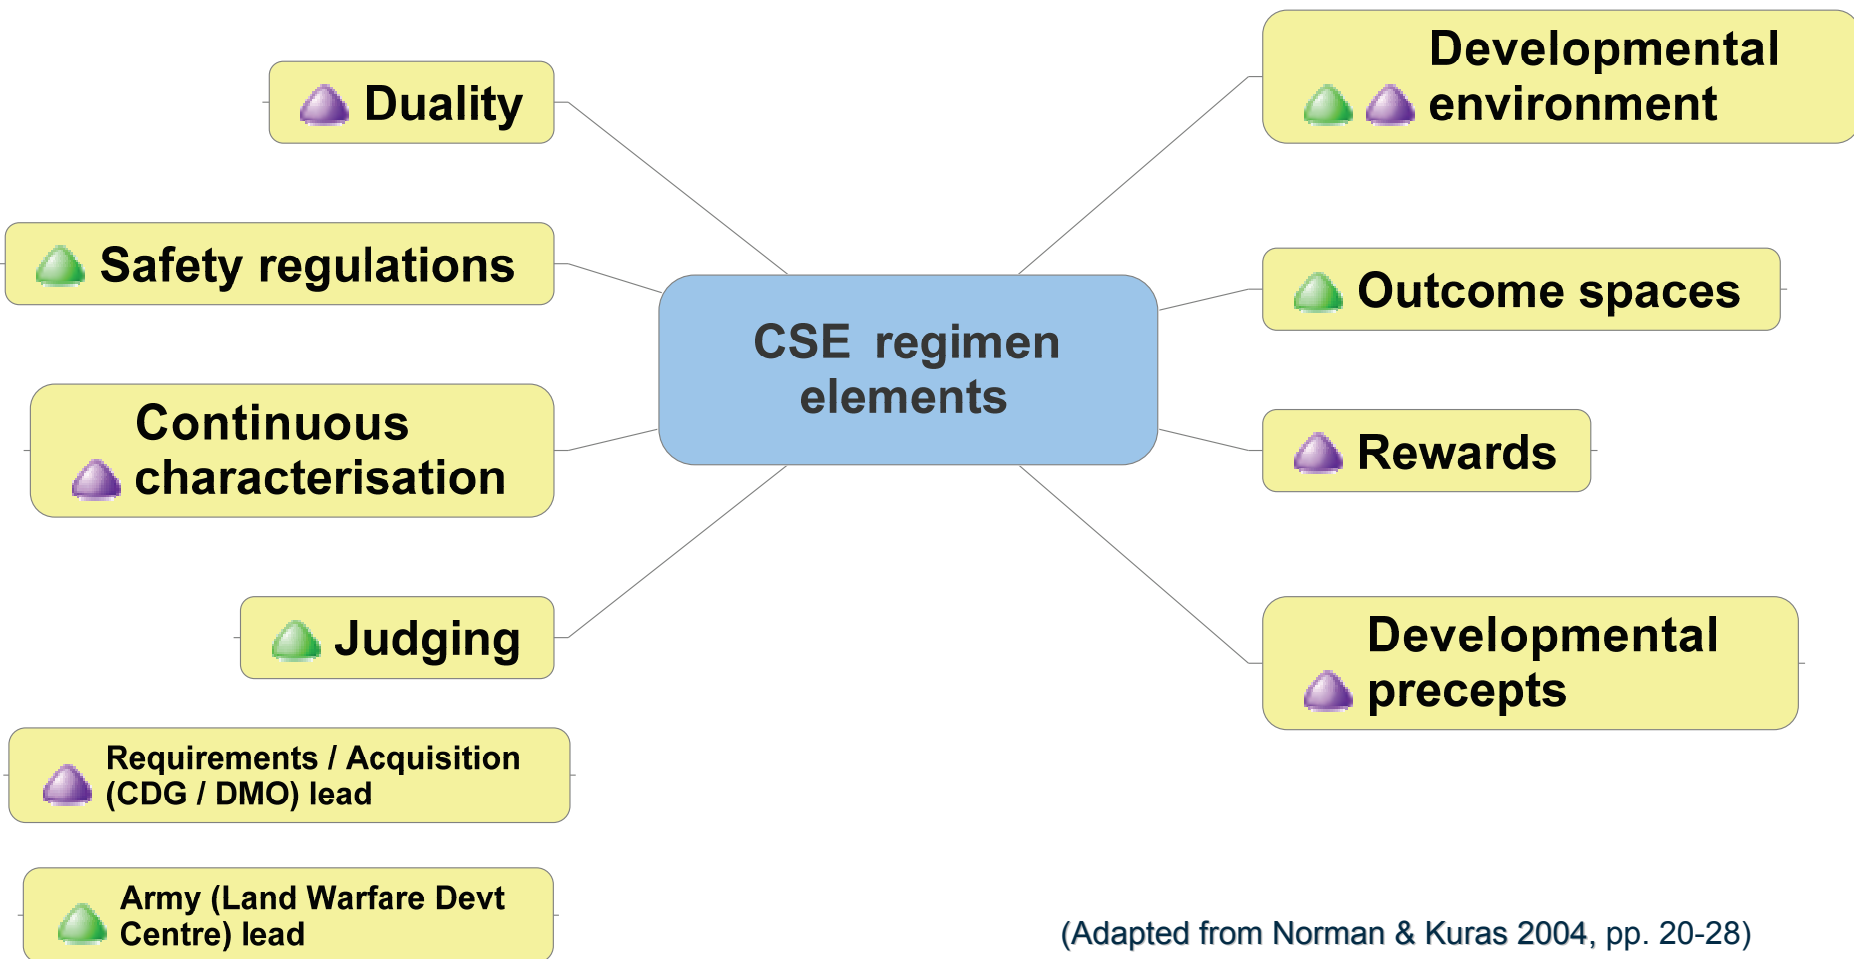 Duality
Safety regulations
Continuous
characterisation
Judging
Requirements / Acquisition
(CDG / DMO) lead
Army (Land Warfare Devt
Centre) lead
CSE regimen
elements
Developmental
environment
Outcome spaces
Rewards
Developmental
precepts
(Adapted from Norman & Kuras 2004, pp. 20-28)